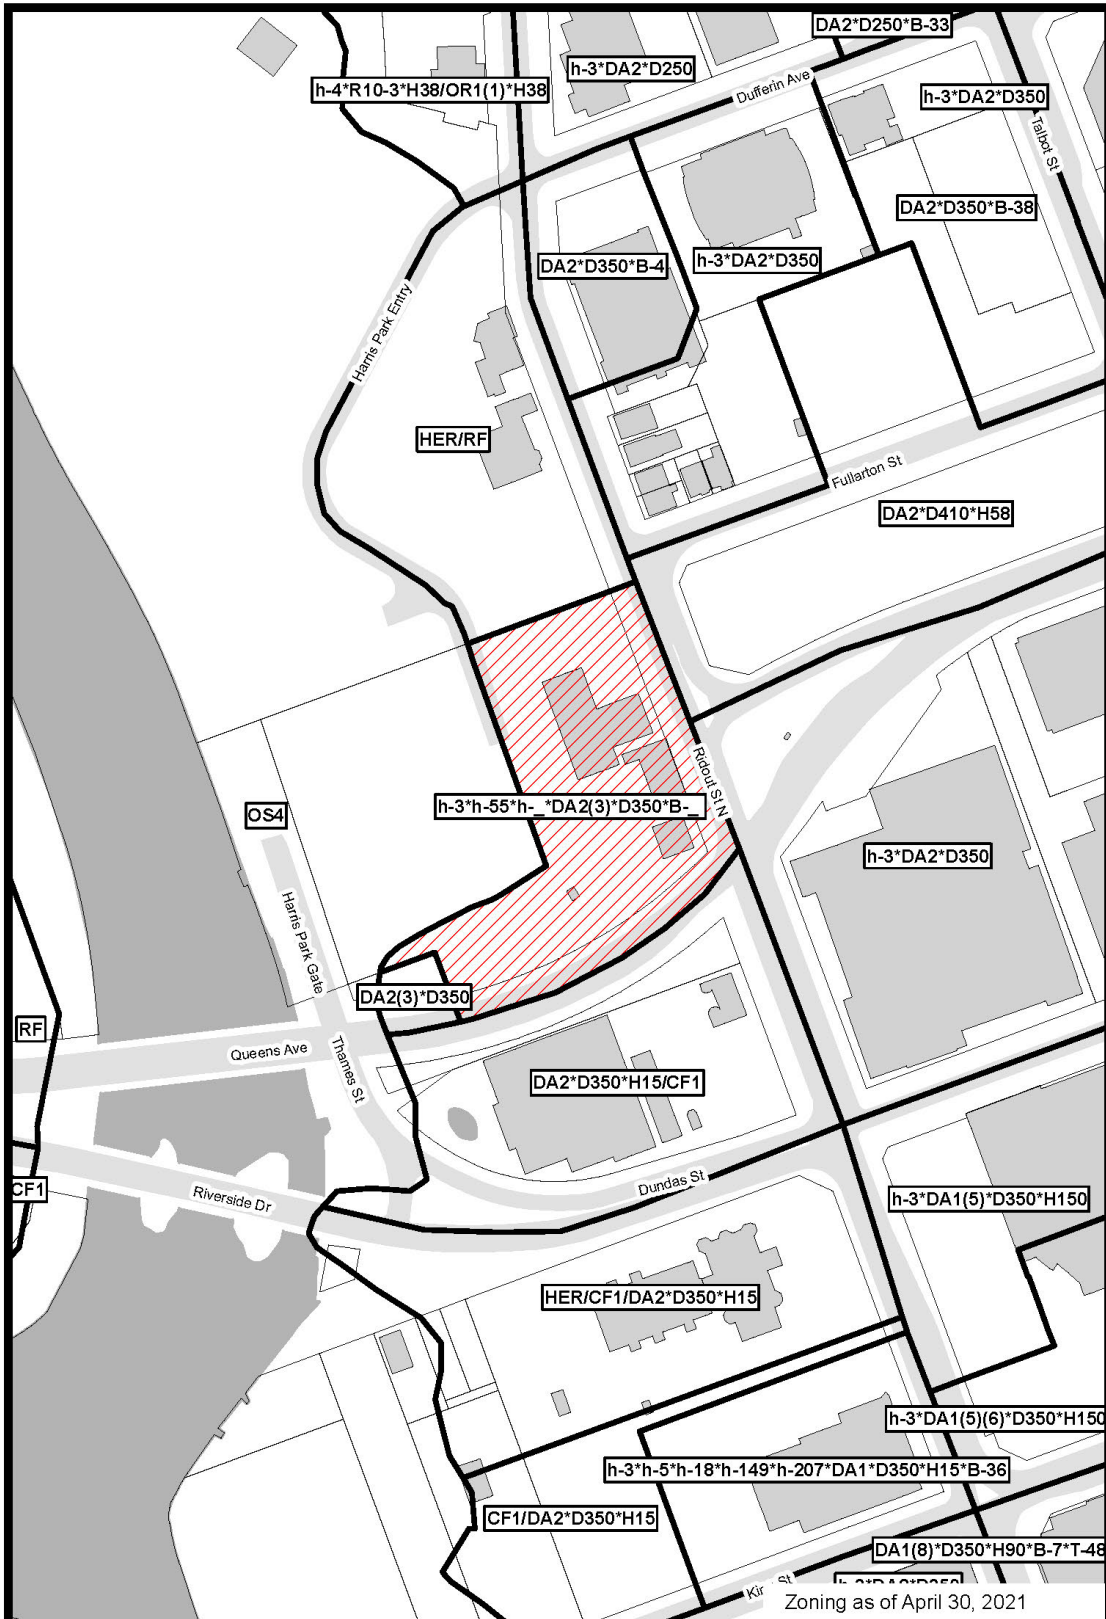 DA2*D250*B-33
h-3*DA2*D250
h-4*R10-3*H38/OR1(1)*H38
Dufferin Ave
h-3*DA2*D350
Talbot St
DA2*D350*B-38
DA2*D350*B-4
h-3*DA2*D350
Harris Park Entry
HER/RF
Fullarton St
DA2*D410*H58
Ridout St N
h-3*h-55*h-_*DA2(3)*D350*B-_
OS4
h-3*DA2*D350
Harris Park Gate
DA2(3)*D350
RF
Queens Ave
Thames St
DA2*D350*H15/CF1
CF1
Riverside Dr
Dundas St
h-3*DA1(5)*D350*H150
HER/CF1/DA2*D350*H15
h-3*DA1(5)(6)*D350*H150
h-3*h-5*h-18*h-149*h-207*DA1*D350*H15*B-36
CF1/DA2*D350*H15
DA1(8)*D350*H90*B-7*T-48
h-3*DA2*D350
King St
Zoning as of April 30, 2021